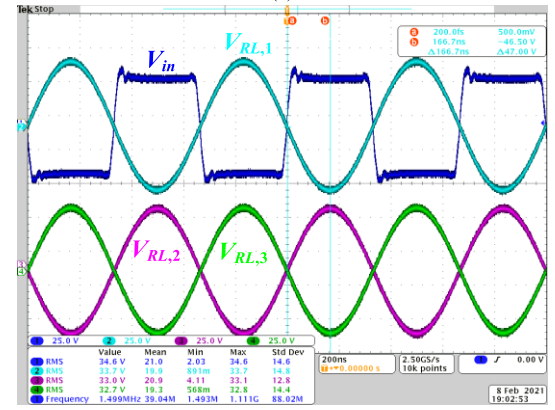 Tek Stop
a 200.0fs 500.0mV
b 166.7ns -46.50 V
Δ166.7ns Δ47.00 V
a b
V_RL,1
V_in
V_RL,2 V_RL,3
1 25.0 V 2 25.0 V 3 25.0 V 4 25.0 V
Value Mean Min Max Std Dev
1 RMS 34.6 V 21.0 2.03 34.6 14.6
2 RMS 33.7 V 19.9 891m 33.7 14.8
3 RMS 33.0 V 20.9 4.11 33.1 12.8
4 RMS 32.7 V 19.3 568m 32.8 14.4
1 Frequency 1.499MHz 39.04M 1.493M 1.111G 88.02M
200ns
0.00000 s
2.50GS/s
10k points
1 0.00 V
8 Feb 2021
19:02:53